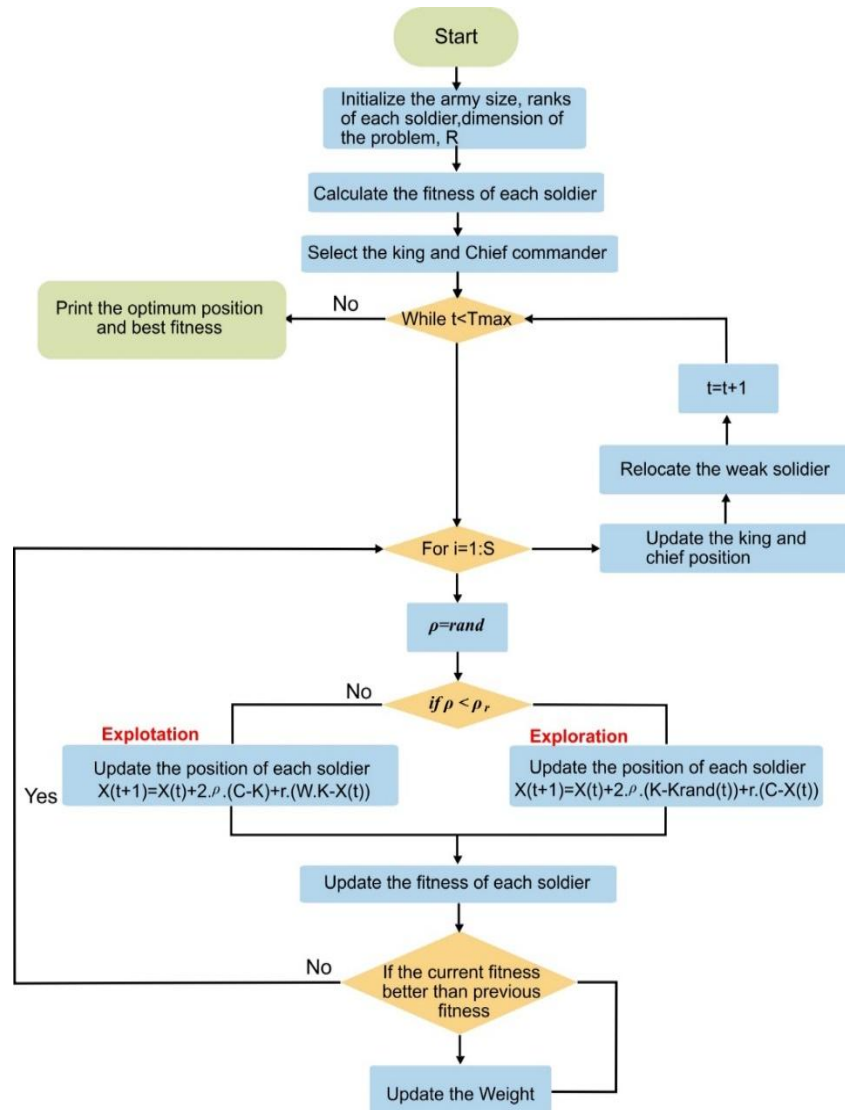 Start
Initialize the army size, ranks
of each soldier,dimension of
the problem, R
Calculate the fitness of each soldier
Select the king and Chief commander
No
Print the optimum position
and best fitness
While t<Tmax
t=t+1
Relocate the weak solidier
Update the king and
chief position
For i=1:S
ρ=rand
No
if ρ < ρr
Explotation
Update the position of each soldier
X(t+1)=X(t)+2.ρ.(C-K)+r.(W.K-X(t))
Exploration
Update the position of each soldier
X(t+1)=X(t)+2.ρ.(K-Krand(t))+r.(C-X(t))
Yes
Update the fitness of each soldier
No
If the current fitness
better than previous
fitness
Update the Weight